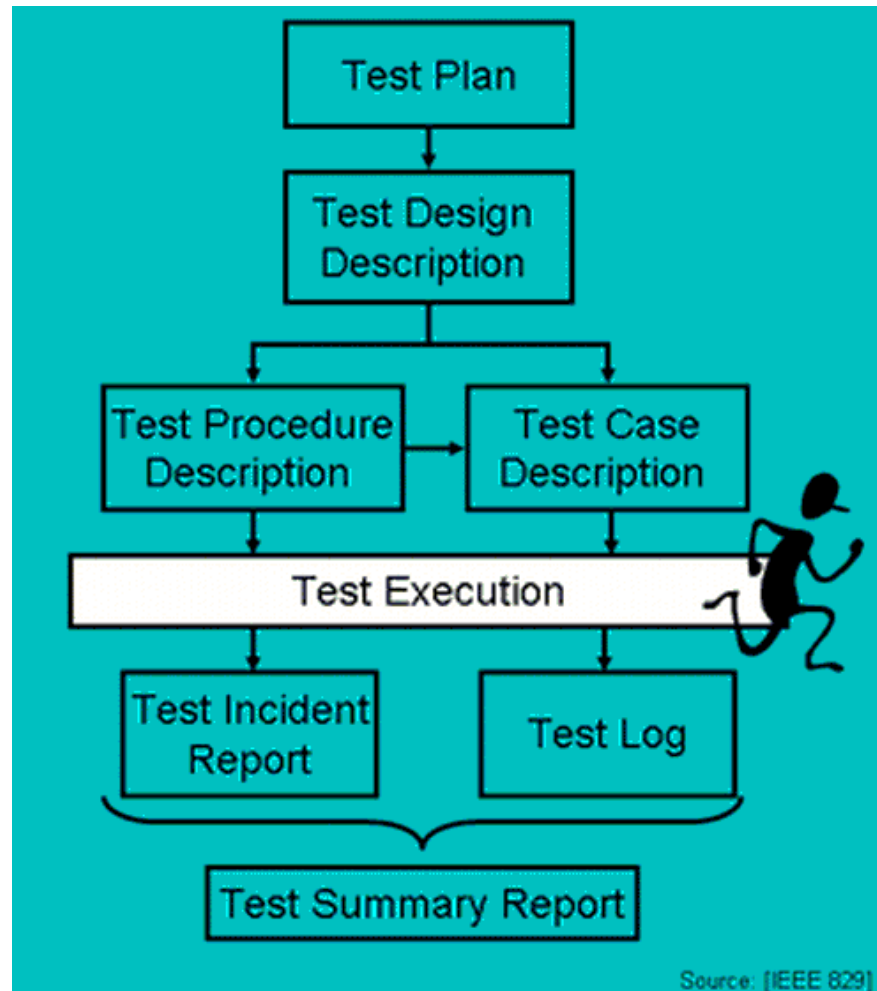 Test Plan
Test Design
Description
Test Procedure
Description
Test Case
Description
Test Execution
Test Incident
Report
Test Log
Test Summary Report
Source: [IEEE 829]